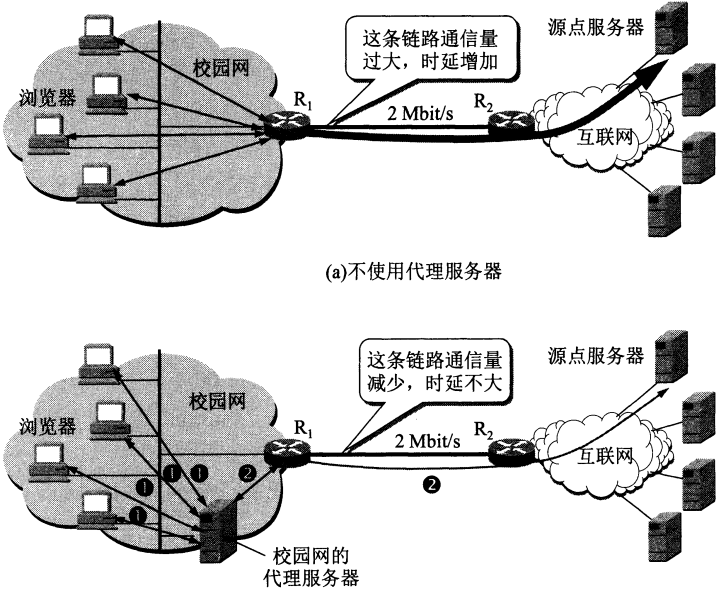 这条链路通信量
过大，时延增加
源点服务器
校园网
浏览器
R1
2 Mbit/s
R2
互联网
(a)不使用代理服务器
这条链路通信量
减少，时延不大
源点服务器
校园网
浏览器
R1
2 Mbit/s
R2
互联网
❶ ❶ ❶ ❷
❶
❷
校园网的
代理服务器